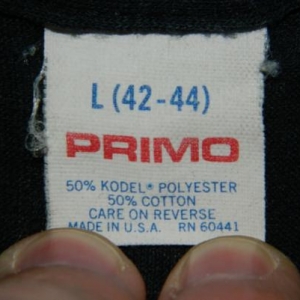 L (42-44)
PRIMO
50% KODEL* POLYESTER
50% COTTON
CARE ON REVERSE
MADE IN U.S.A. RN 60441